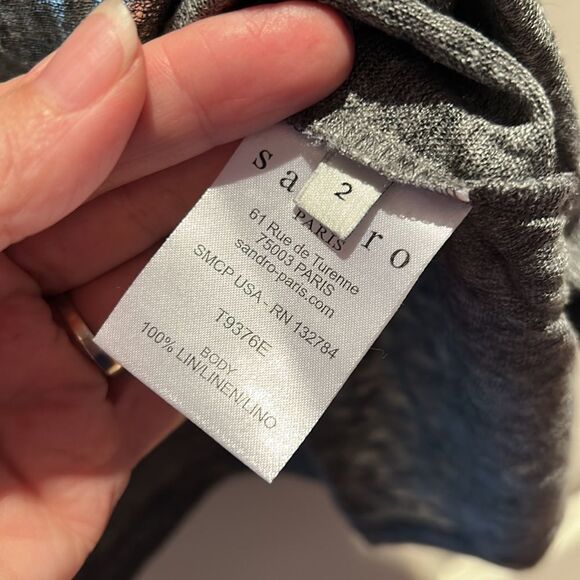 sa ro
2
PARIS
61 Rue de Turenne
75003 PARIS
sandro-paris.com
SMCP USA - RN 132784
T9376E
BODY
100% LIN/LINEN/LINO